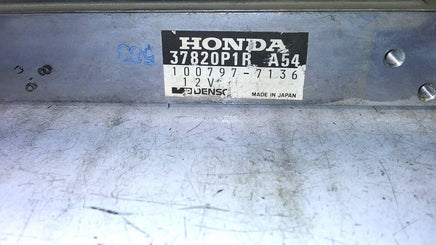 HONDA
37820P1R A54
100797-7136
12V
DENSO
MADE IN JAPAN